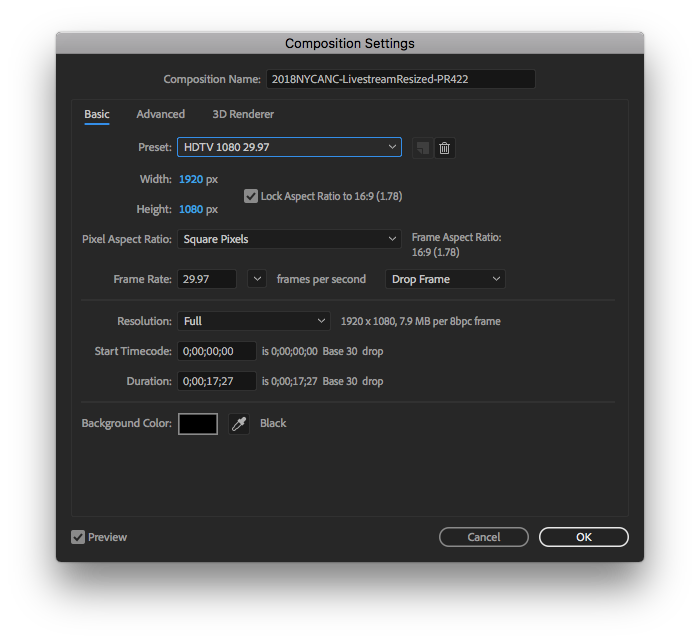 Composition Settings
Composition Name: 2018NYCANC-LivestreamResized-PR422
Basic Advanced 3D Renderer
Preset: HDTV 1080 29.97
Width: 1920 px
Lock Aspect Ratio to 16:9 (1.78)
Height: 1080 px
Pixel Aspect Ratio: Square Pixels
Frame Aspect Ratio:
16:9 (1.78)
Frame Rate: 29.97 frames per second Drop Frame
Resolution: Full 1920 x 1080, 7.9 MB per 8bpc frame
Start Timecode: 0;00;00;00 is 0;00;00;00 Base 30 drop
Duration: 0;00;17;27 is 0;00;17;27 Base 30 drop
Background Color: Black
Preview Cancel OK